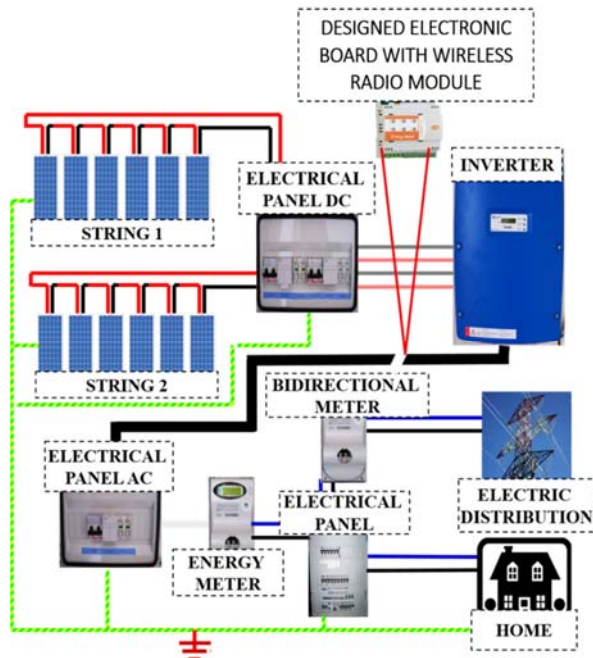 DESIGNED ELECTRONIC
BOARD WITH WIRELESS
RADIO MODULE
INVERTER
ELECTRICAL
PANEL DC
STRING 1
STRING 2
BIDIRECTIONAL
METER
ELECTRICAL
PANEL AC
ELECTRICAL
PANEL
ELECTRIC
DISTRIBUTION
ENERGY
METER
HOME